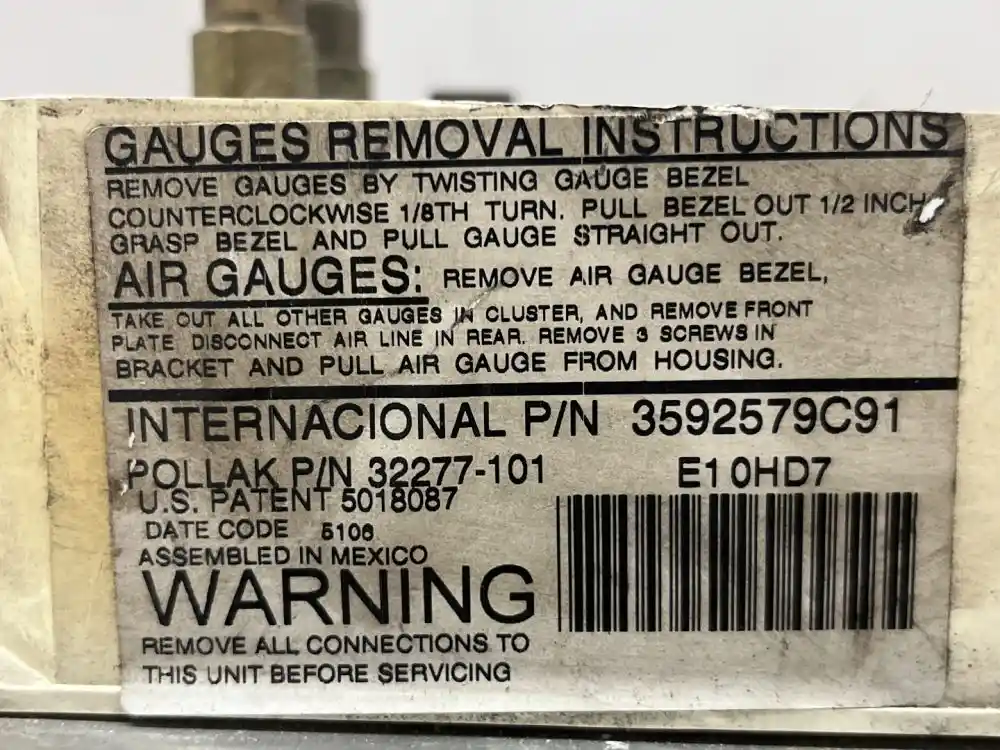 GAUGES REMOVAL INSTRUCTIONS
REMOVE GAUGES BY TWISTING GAUGE BEZEL
COUNTERCLOCKWISE 1/8TH TURN. PULL BEZEL OUT 1/2 INCH,
GRASP BEZEL AND PULL GAUGE STRAIGHT OUT.
AIR GAUGES: REMOVE AIR GAUGE BEZEL,
TAKE OUT ALL OTHER GAUGES IN CLUSTER, AND REMOVE FRONT
PLATE DISCONNECT AIR LINE IN REAR. REMOVE 3 SCREWS IN
BRACKET AND PULL AIR GAUGE FROM HOUSING.
INTERNACIONAL P/N 3592579C91
POLLAK P/N 32277-101 E1 0HD7
U.S. PATENT 5018087
DATE CODE 5106
ASSEMBLED IN MEXICO
WARNING
REMOVE ALL CONNECTIONS TO
THIS UNIT BEFORE SERVICING